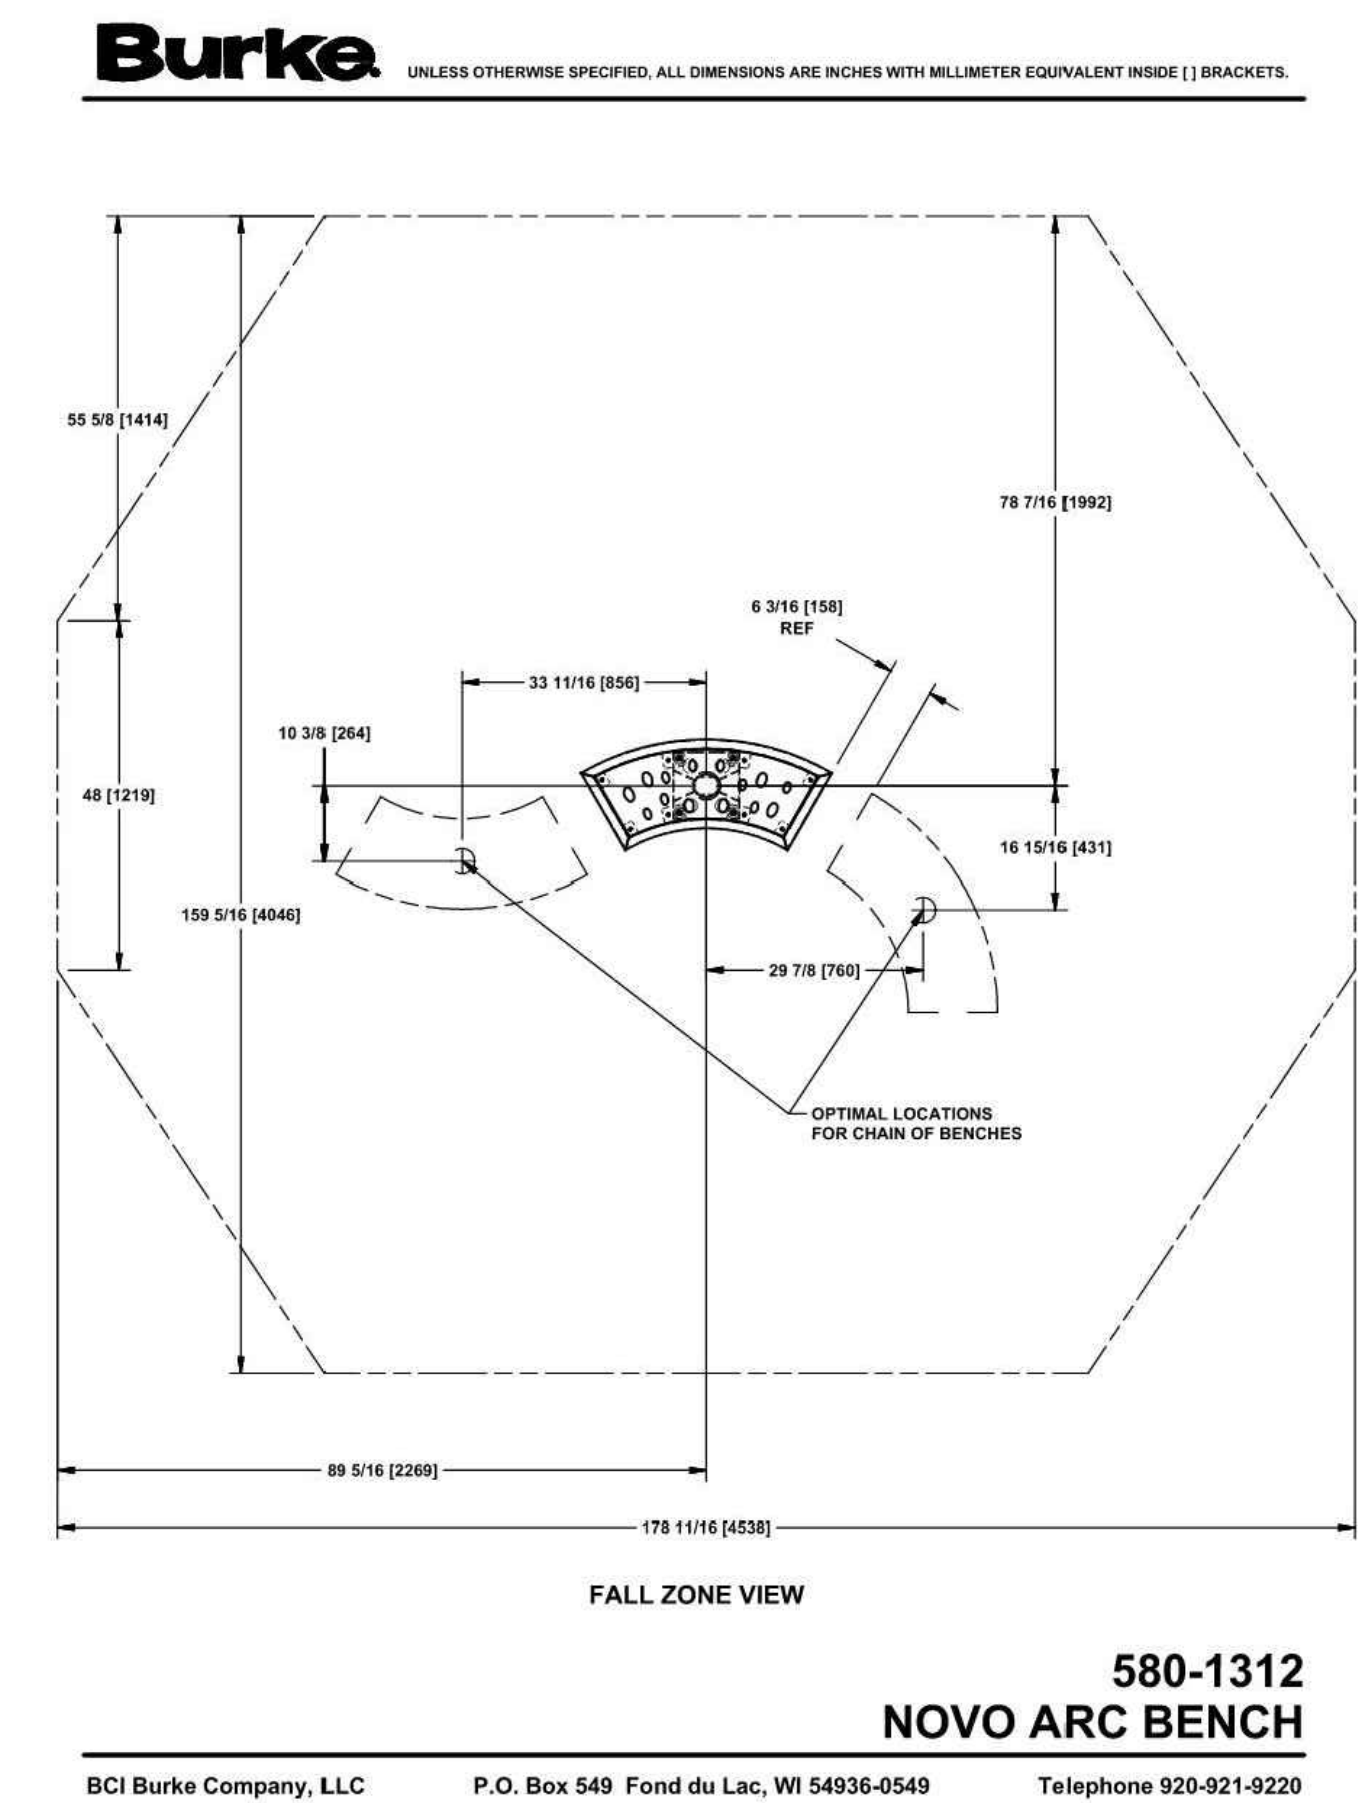 Burke.
UNLESS OTHERWISE SPECIFIED, ALL DIMENSIONS ARE INCHES WITH MILLIMETER EQUIVALENT INSIDE [ ] BRACKETS.
55 5/8 [1414]
78 7/16 [1992]
6 3/16 [158]
REF
33 11/16 [856]
10 3/8 [264]
48 [1219]
16 15/16 [431]
159 5/16 [4046]
29 7/8 [760]
OPTIMAL LOCATIONS
FOR CHAIN OF BENCHES
89 5/16 [2269]
178 11/16 [4538]
FALL ZONE VIEW
580-1312
NOVO ARC BENCH
BCI Burke Company, LLC P.O. Box 549 Fond du Lac, WI 54936-0549 Telephone 920-921-9220